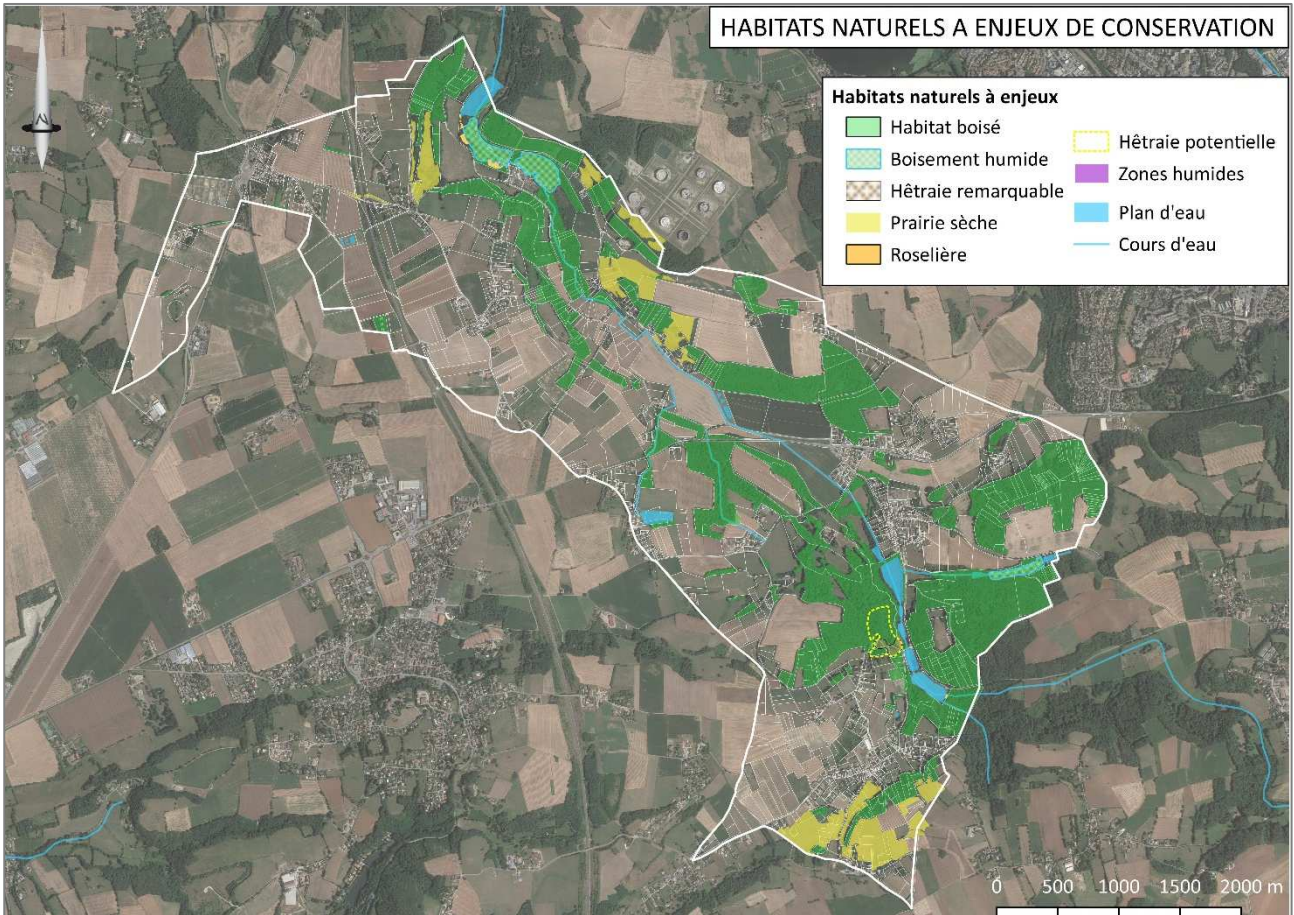 HABITATS NATURELS A ENJEUX DE CONSERVATION
Habitats naturels à enjeux
Habitat boisé
Boisement humide
Hêtraie remarquable
Prairie sèche
Roselière
Hêtraie potentielle
Zones humides
Plan d'eau
Cours d'eau
0 500 1000 1500 2000 m